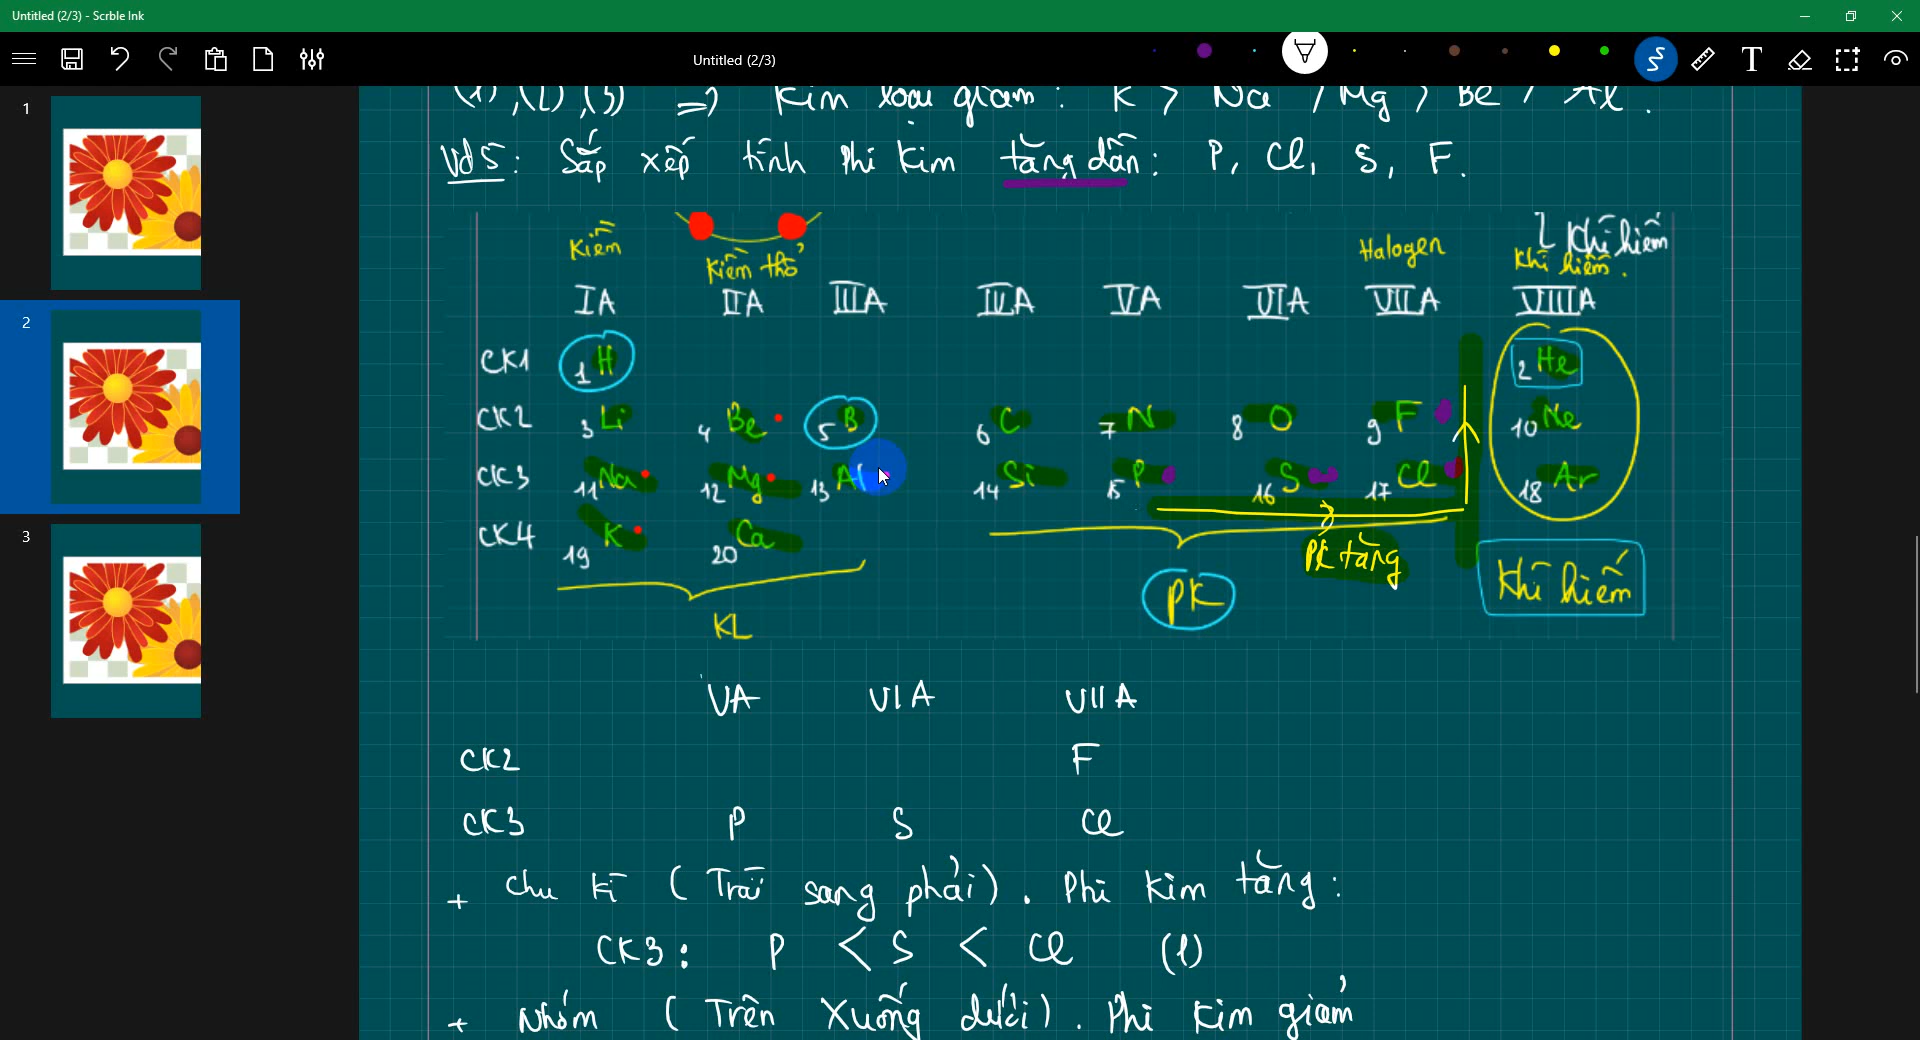 Untitled (2/3) - Scrble Ink
Untitled (2/3)
1
2
3
(1),(2),(3) => Kim loại giảm: K > Na > Mg > Be > Al.
Vd5: Sắp xếp tính phi kim tăng dần: P, Cl, S, F.
Kiềm Kiềm thổ Halogen Khí hiếm
Khí hiếm.
IA IIA IIIA IVA VA VIA VIIA VIIIA
CK1 1 H 2 He
CK2 3 Li 4 Be 5 B 6 C 7 N 8 O 9 F 10 Ne
CK3 11 Na 12 Mg 13 Al 14 Si 15 P 16 S 17 Cl 18 Ar
CK4 19 K 20 Ca
PK tăng
KL PK Khí hiếm
VA VIA VIIA
CK2 F
CK3 P S Cl
+ Chu kì (Trái sang phải). Phi kim tăng:
CK3: P < S < Cl (1)
+ Nhóm (Trên xuống dưới). Phi kim giảm